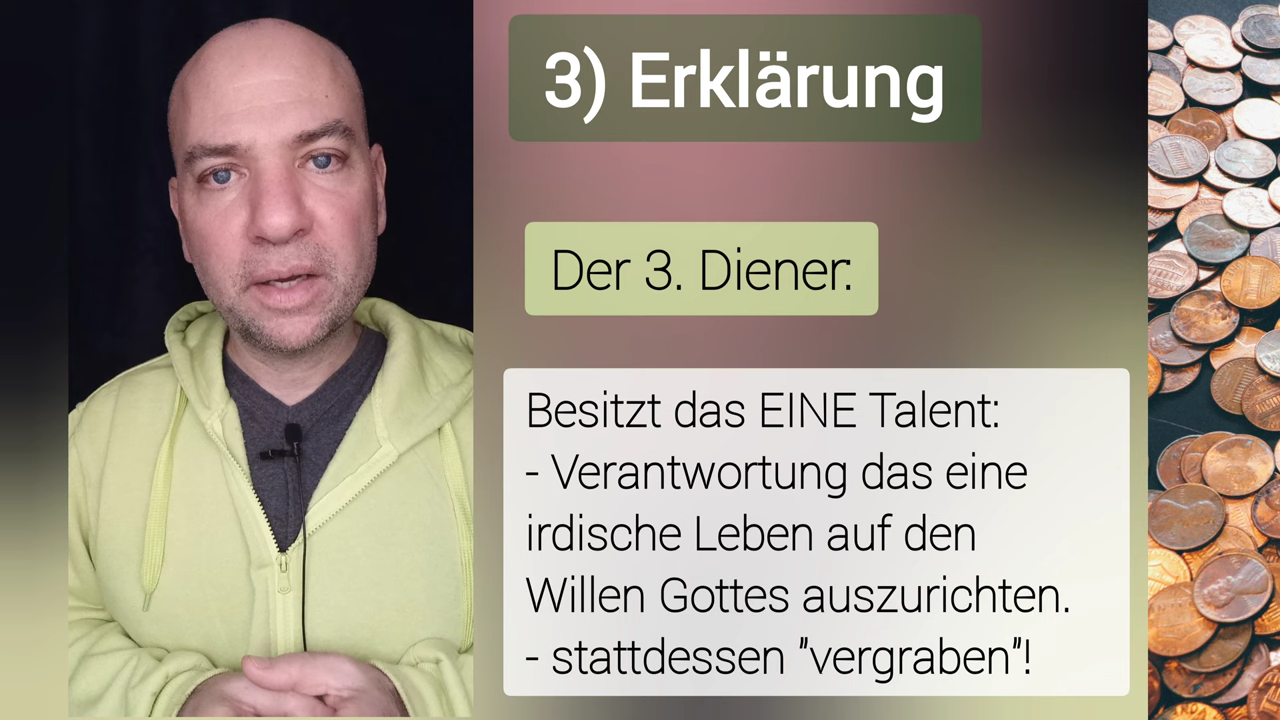 3) Erklärung
Der 3. Diener:
Besitzt das EINE Talent:
- Verantwortung das eine
irdische Leben auf den
Willen Gottes auszurichten.
- stattdessen "vergraben"!